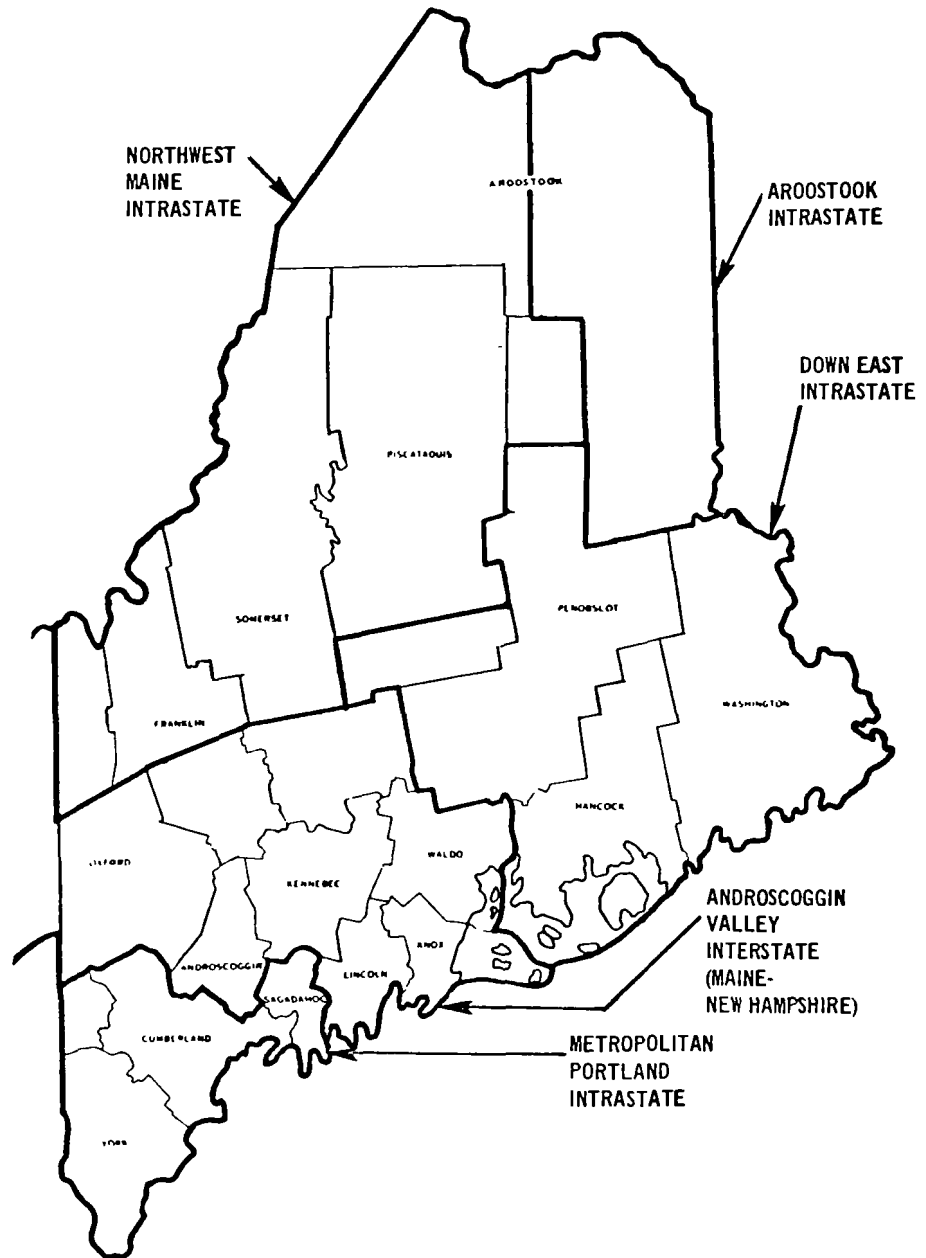 NORTHWEST
MAINE
INTRASTATE
AROOSTOOK
AROOSTOOK
INTRASTATE
DOWN EAST
INTRASTATE
PISCATAQUIS
SOMERSET
PENOBSLOT
FRANKLIN
WASHINGTON
HANCOCK
OXFORD
WALDO
KENNEBEC
ANDROSCOGGIN
VALLEY
INTERSTATE
(MAINE-
NEW HAMPSHIRE)
KNOX
ANDROSCOGGIN
LINCOLN
SAGADAHOC
CUMBERLAND
METROPOLITAN
PORTLAND
INTRASTATE
YORK